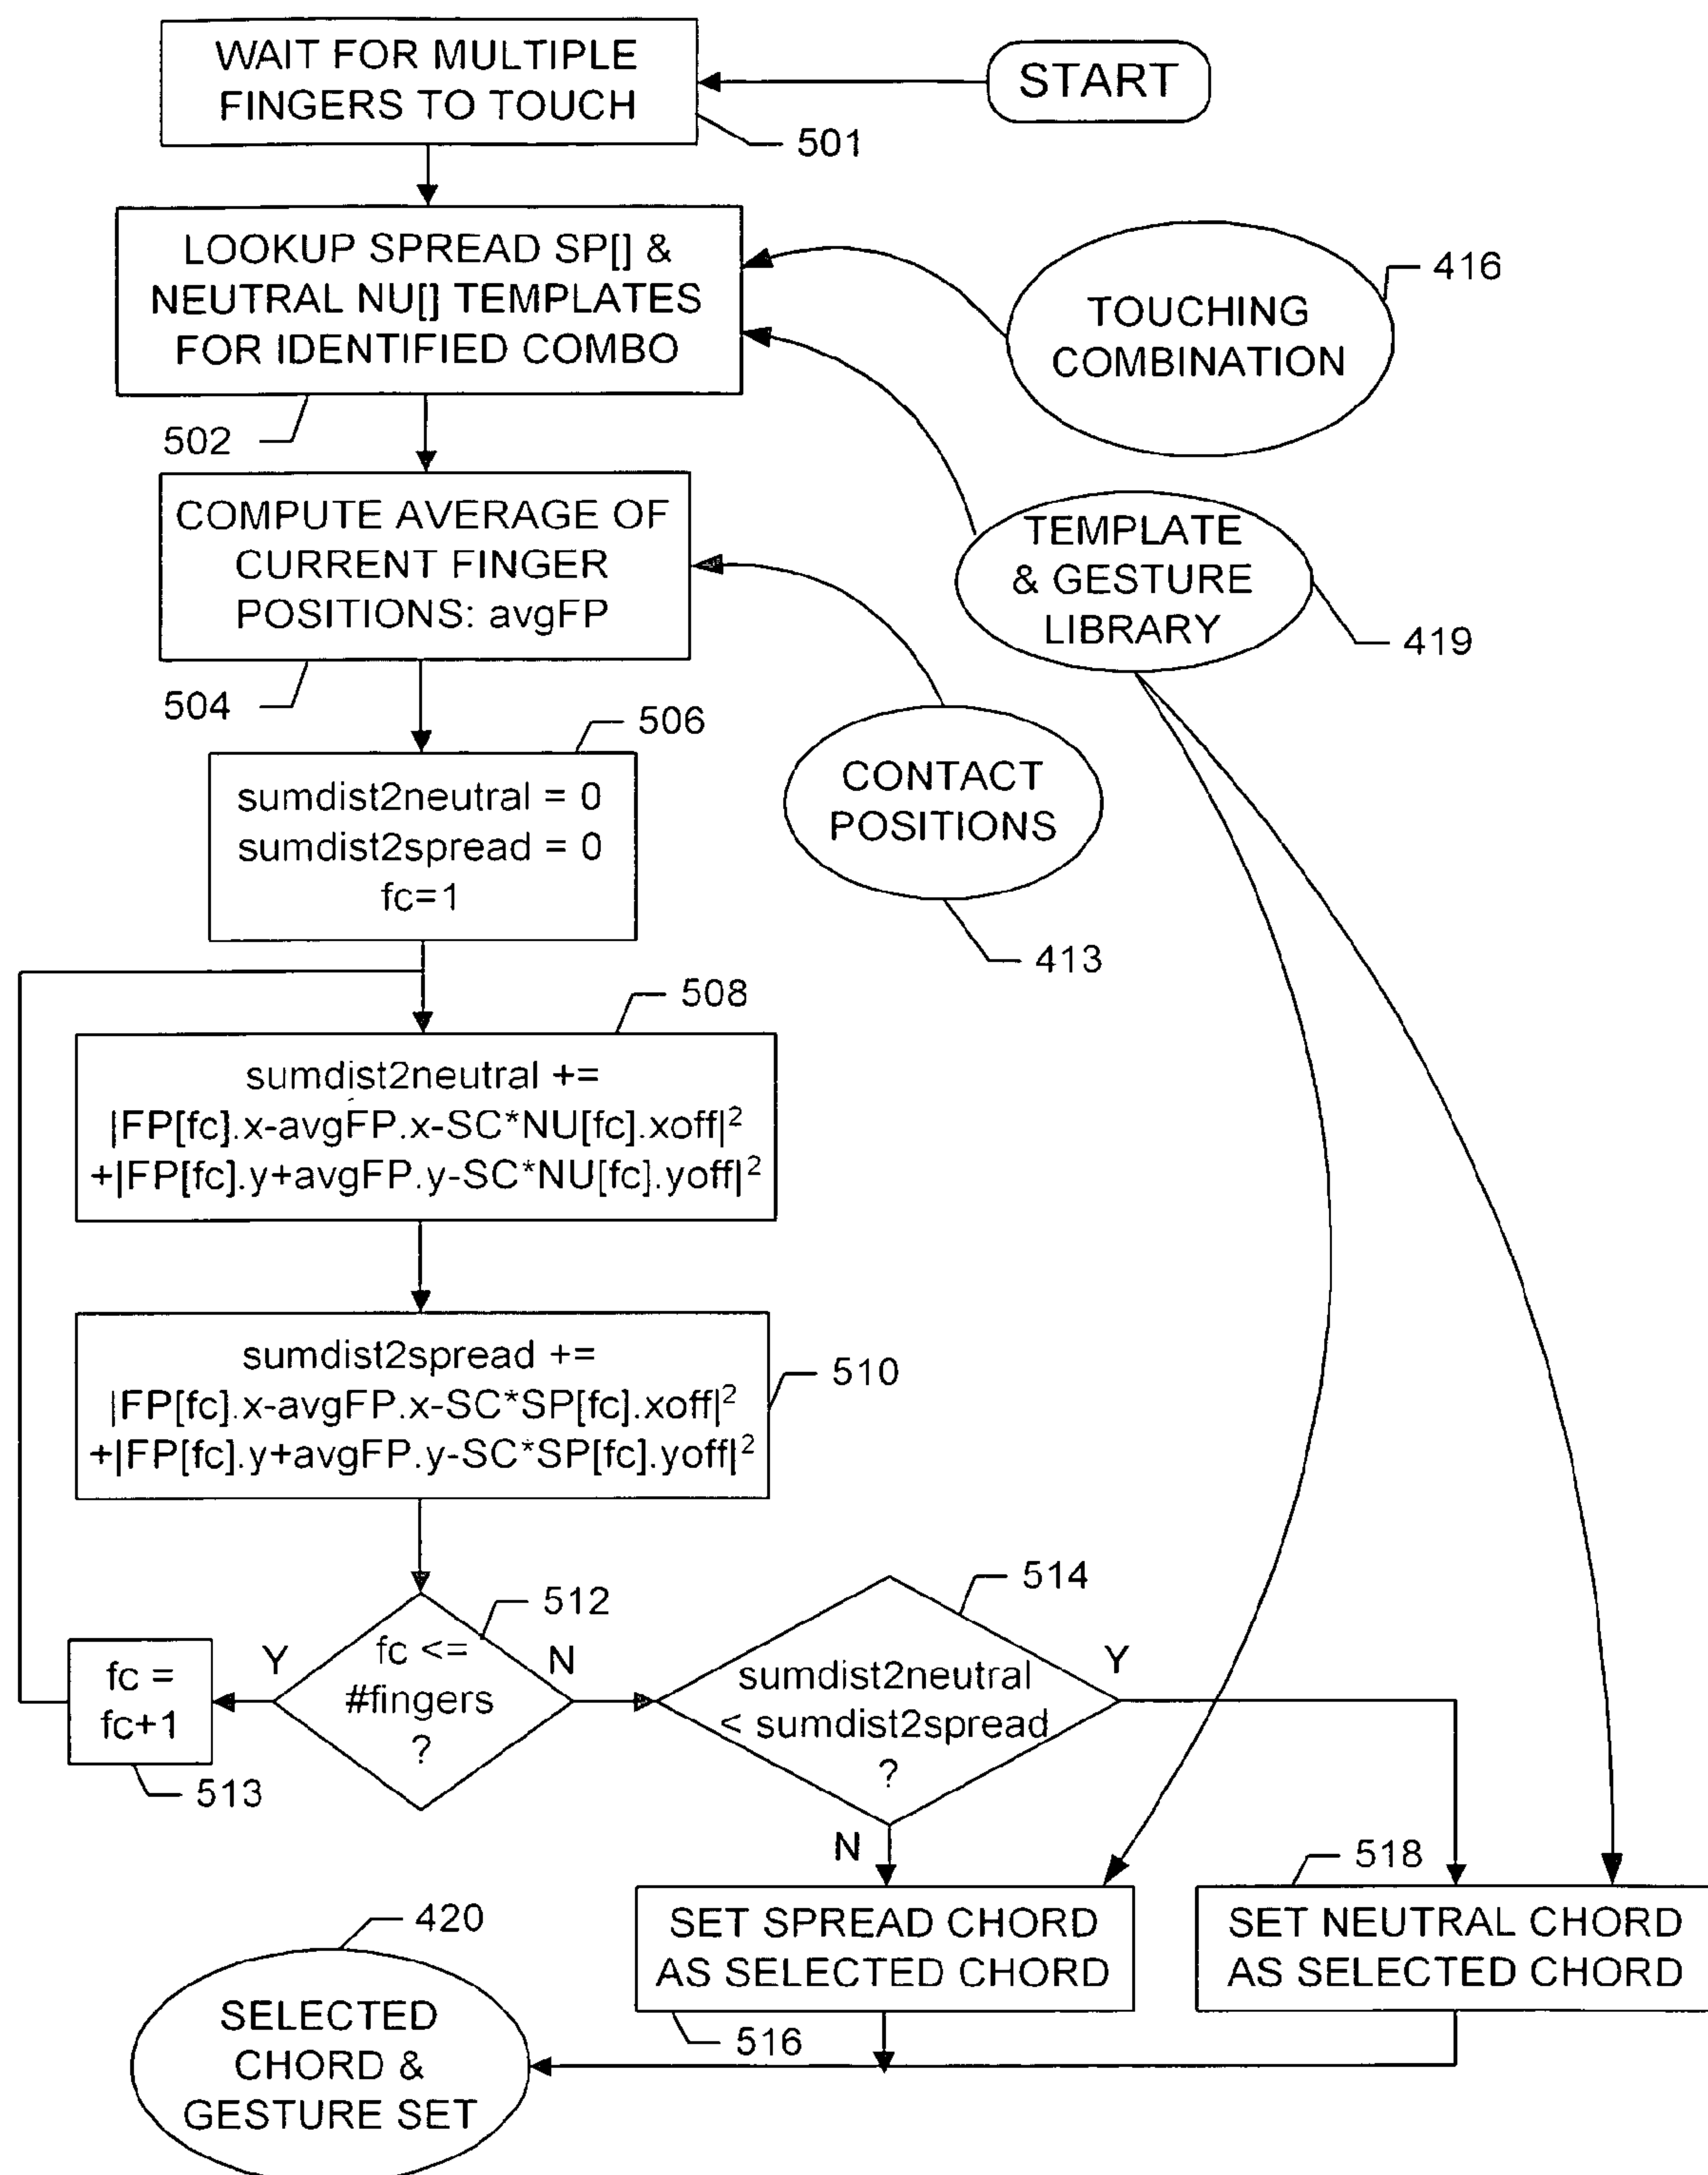 WAIT FOR MULTIPLE
FINGERS TO TOUCH
START
501
LOOKUP SPREAD SP[] &
NEUTRAL NU[] TEMPLATES
FOR IDENTIFIED COMBO
502
TOUCHING
COMBINATION
416
COMPUTE AVERAGE OF
CURRENT FINGER
POSITIONS: avgFP
504
TEMPLATE
& GESTURE
LIBRARY
419
506
sumdist2neutral = 0
sumdist2spread = 0
fc=1
CONTACT
POSITIONS
413
508
sumdist2neutral +=
|FP[fc].x-avgFP.x-SC*NU[fc].xoff|²
+|FP[fc].y+avgFP.y-SC*NU[fc].yoff|²
sumdist2spread +=
|FP[fc].x-avgFP.x-SC*SP[fc].xoff|²
+|FP[fc].y+avgFP.y-SC*SP[fc].yoff|²
510
512
fc <=
#fingers
?
Y
N
fc =
fc+1
513
514
sumdist2neutral
< sumdist2spread
?
Y
N
518
SET SPREAD CHORD
AS SELECTED CHORD
516
SET NEUTRAL CHORD
AS SELECTED CHORD
420
SELECTED
CHORD &
GESTURE SET